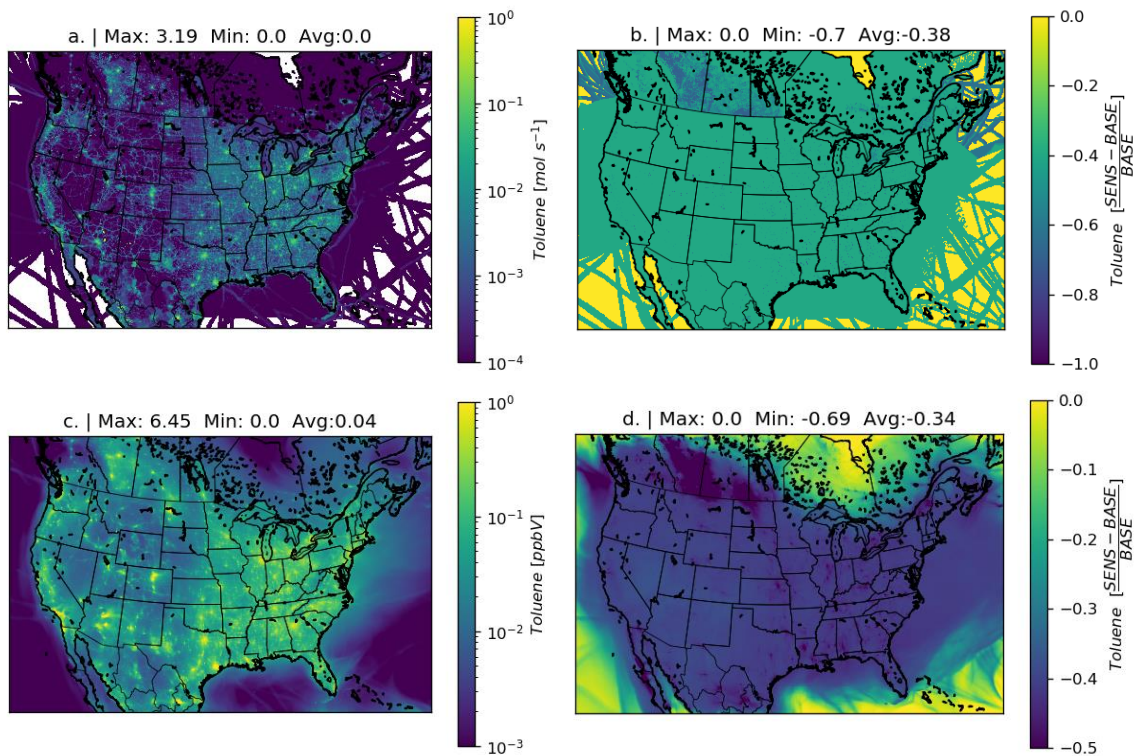 a. | Max: 3.19 Min: 0.0 Avg:0.0
10⁰
10⁻¹
10⁻²
10⁻³
10⁻⁴
Toluene [mol s⁻¹]
b. | Max: 0.0 Min: -0.7 Avg:-0.38
0.0
−0.2
−0.4
−0.6
−0.8
−1.0
Toluene [SENS−BASE/BASE]
c. | Max: 6.45 Min: 0.0 Avg:0.04
10⁰
10⁻¹
10⁻²
10⁻³
Toluene [ppbV]
d. | Max: 0.0 Min: -0.69 Avg:-0.34
0.0
−0.1
−0.2
−0.3
−0.4
−0.5
Toluene [SENS−BASE/BASE]